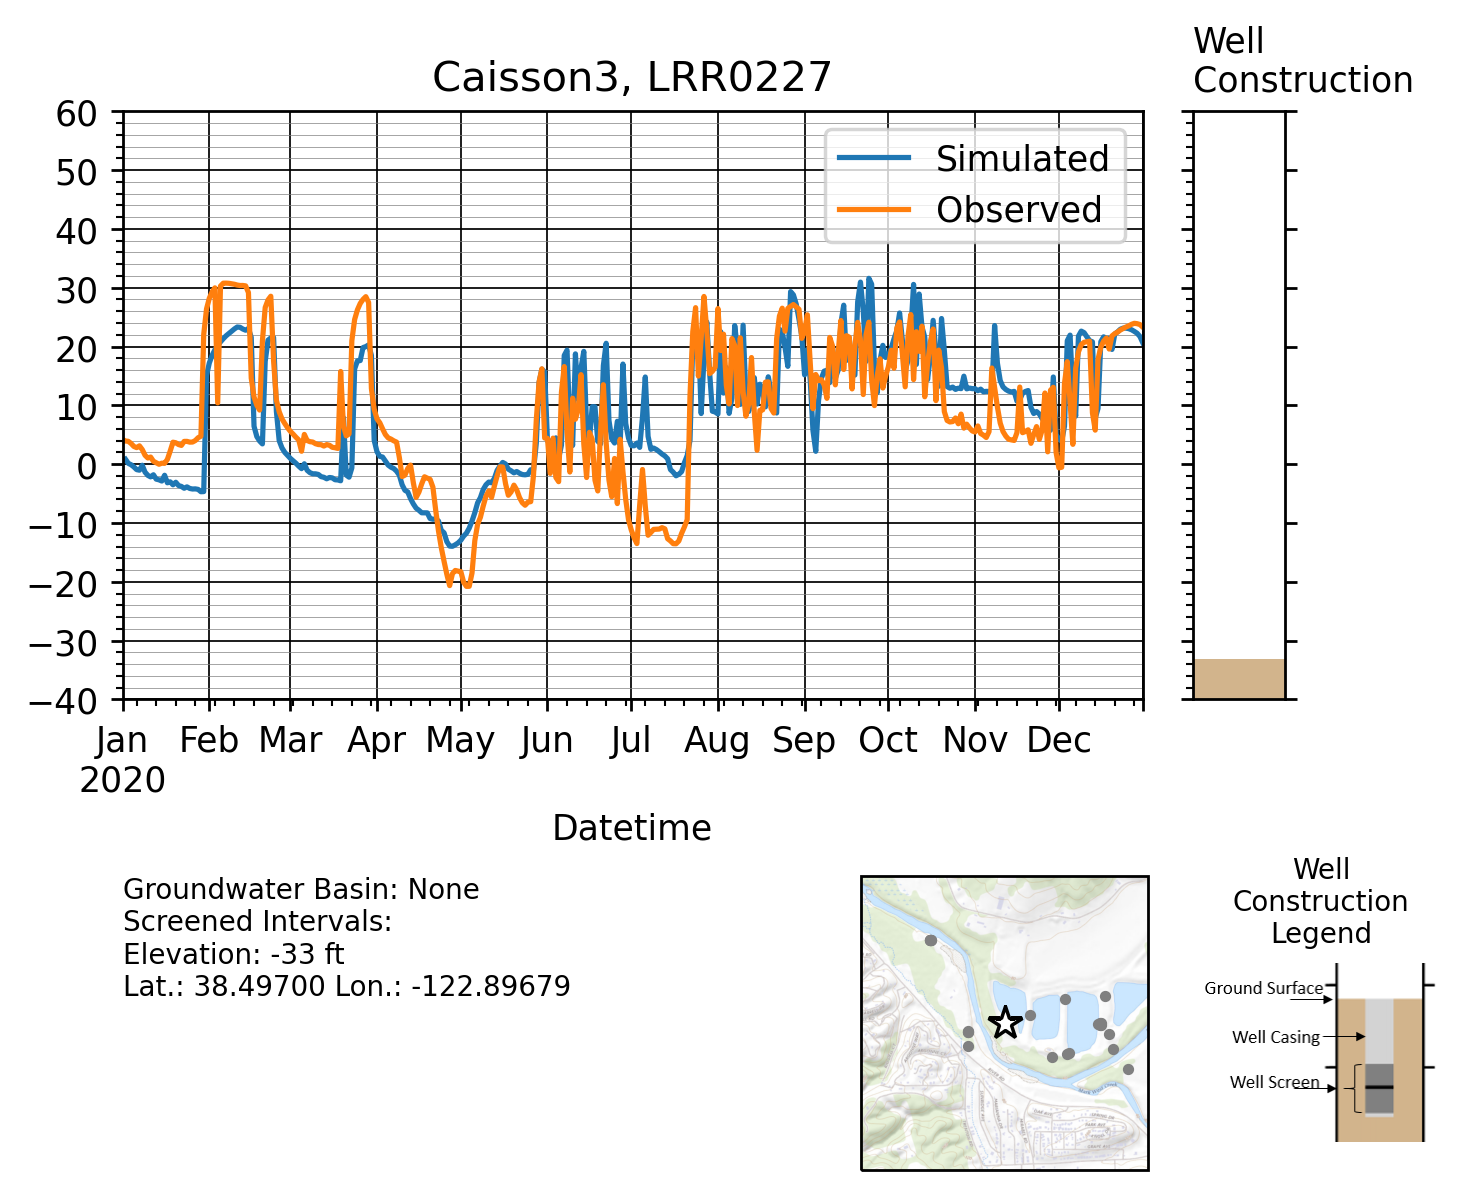 Well
Construction
Caisson3, LRR0227
60
50
40
30
20
10
0
−10
−20
−30
−40
Simulated
Observed
Jan Feb Mar Apr May Jun Jul Aug Sep Oct Nov Dec
2020
Datetime
Groundwater Basin: None
Screened Intervals:
Elevation: -33 ft
Lat.: 38.49700 Lon.: -122.89679
Well
Construction
Legend
Ground Surface
Well Casing
Well Screen